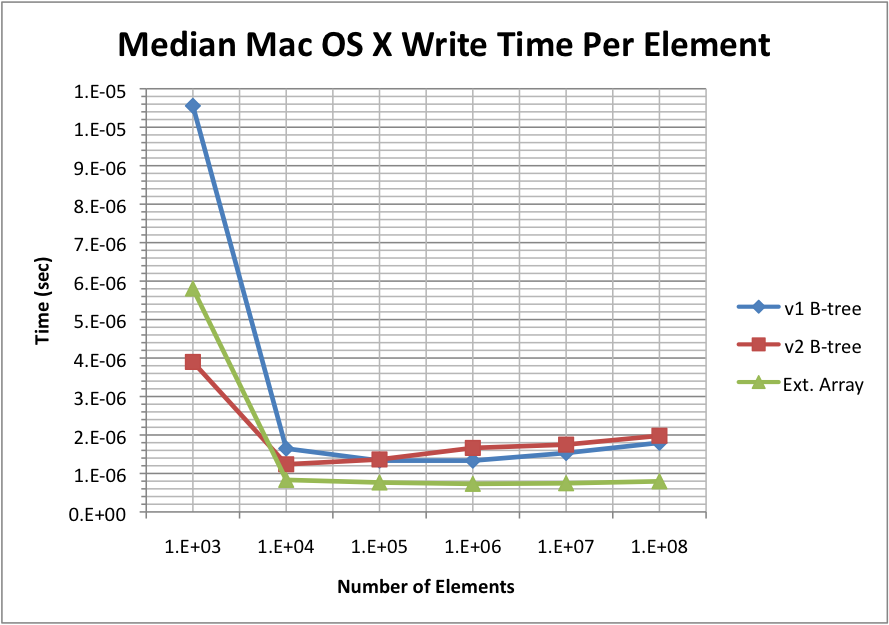 Median Mac OS X Write Time Per Element
1.E-05
1.E-05
9.E-06
8.E-06
7.E-06
6.E-06
5.E-06
4.E-06
3.E-06
2.E-06
1.E-06
0.E+00
Time (sec)
1.E+03 1.E+04 1.E+05 1.E+06 1.E+07 1.E+08
Number of Elements
v1 B-tree
v2 B-tree
Ext. Array